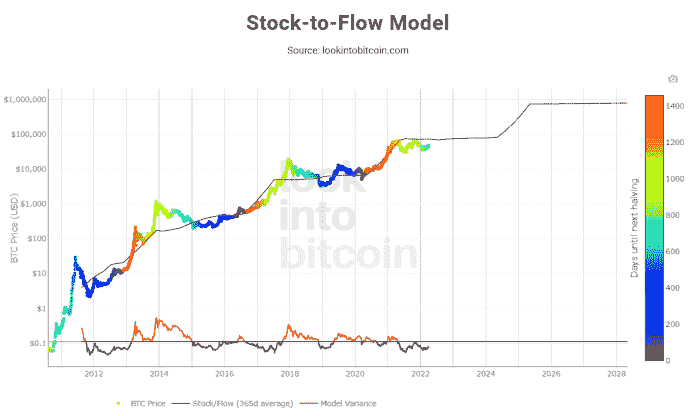 Stock-to-Flow Model
Source: lookintobitcoin.com
$1,000,000
$100,000
$10,000
$1,000
$100
$10
$1
$0.1
BTC Price (USD)
look
into
bitcoin
2012 2014 2016 2018 2020 2022 2024 2026 2028
1400
1200
1000
800
600
400
200
0
Days until next halving
BTC Price Stock/Flow (365d average) Model Variance